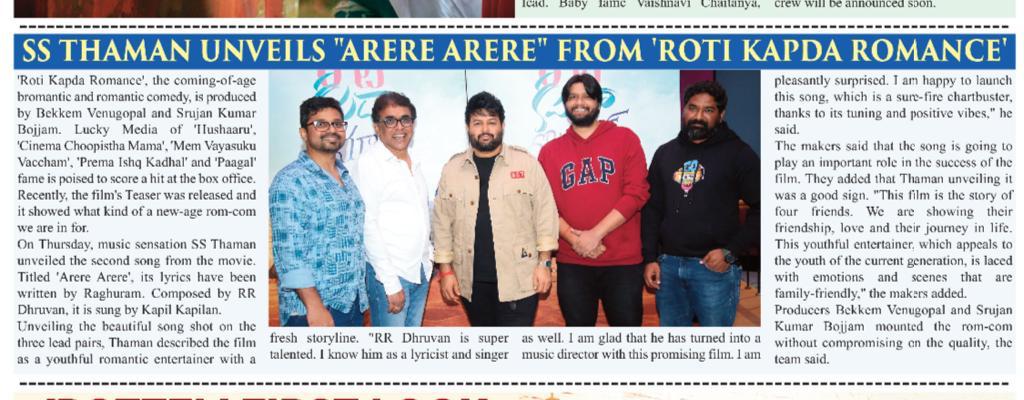 lead. Baby fame Vaishnavi Chaitanya,
crew will be announced soon.
SS THAMAN UNVEILS "ARERE ARERE" FROM 'ROTI KAPDA ROMANCE'
'Roti Kapda Romance', the coming-of-age
bromantic and romantic comedy, is produced
by Bekkem Venugopal and Srujan Kumar
Bojjam. Lucky Media of 'Hushaaru',
'Cinema Choopistha Mama', 'Mem Vayasuku
Vaccham', 'Prema Ishq Kadhal' and 'Paagal'
fame is poised to score a hit at the box office.
Recently, the film's Teaser was released and
it showed what kind of a new-age rom-com
we are in for.
On Thursday, music sensation SS Thaman
unveiled the second song from the movie.
Titled 'Arere Arere', its lyrics have been
written by Raghuram. Composed by RR
Dhruvan, it is sung by Kapil Kapilan.
Unveiling the beautiful song shot on the
three lead pairs, Thaman described the film
as a youthful romantic entertainer with a
GAP
fresh storyline. "RR Dhruvan is super
talented. I know him as a lyricist and singer
as well. I am glad that he has turned into a
music director with this promising film. I am
pleasantly surprised. I am happy to launch
this song, which is a sure-fire chartbuster,
thanks to its tuning and positive vibes," he
said.
The makers said that the song is going to
play an important role in the success of the
film. They added that Thaman unveiling it
was a good sign. "This film is the story of
four friends. We are showing their
friendship, love and their journey in life.
This youthful entertainer, which appeals to
the youth of the current generation, is laced
with emotions and scenes that are
family-friendly," the makers added.
Producers Bekkem Venugopal and Srujan
Kumar Bojjam mounted the rom-com
without compromising on the quality, the
team said.